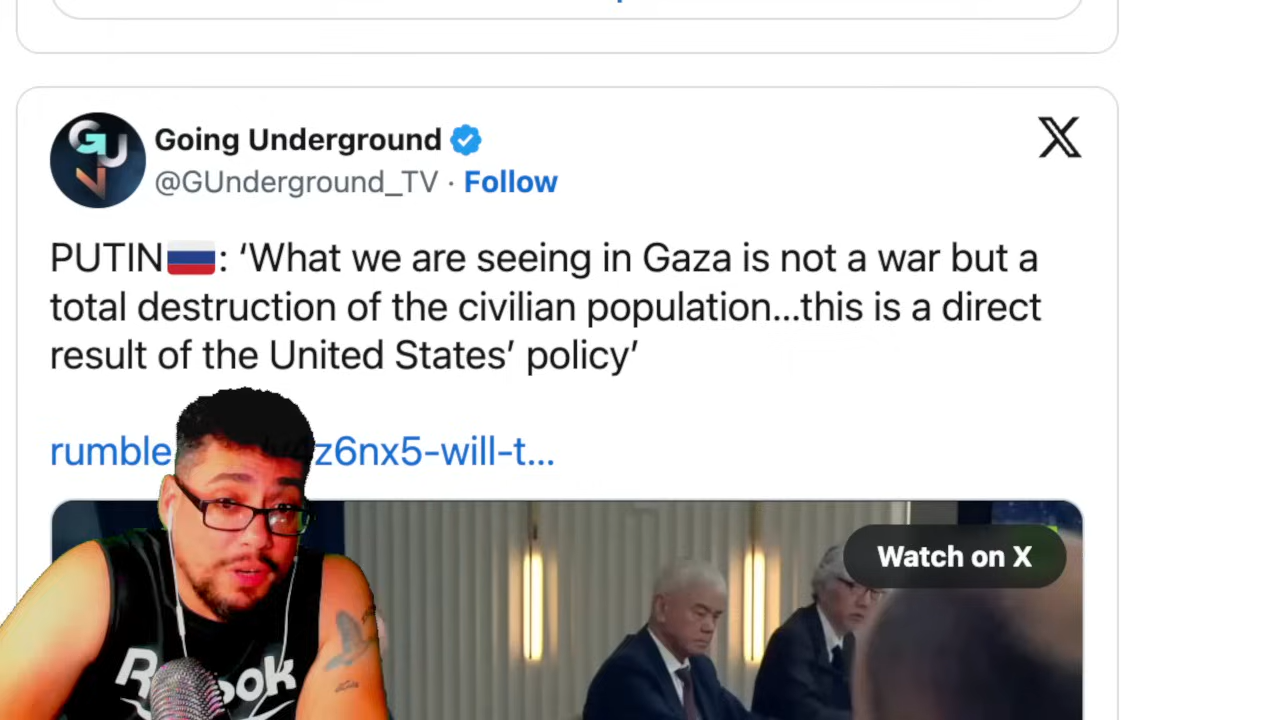 Going Underground
@GUnderground_TV · Follow
PUTIN🇷🇺: ‘What we are seeing in Gaza is not a war but a
total destruction of the civilian population...this is a direct
result of the United States’ policy’
rumble z6nx5-will-t...
Watch on X